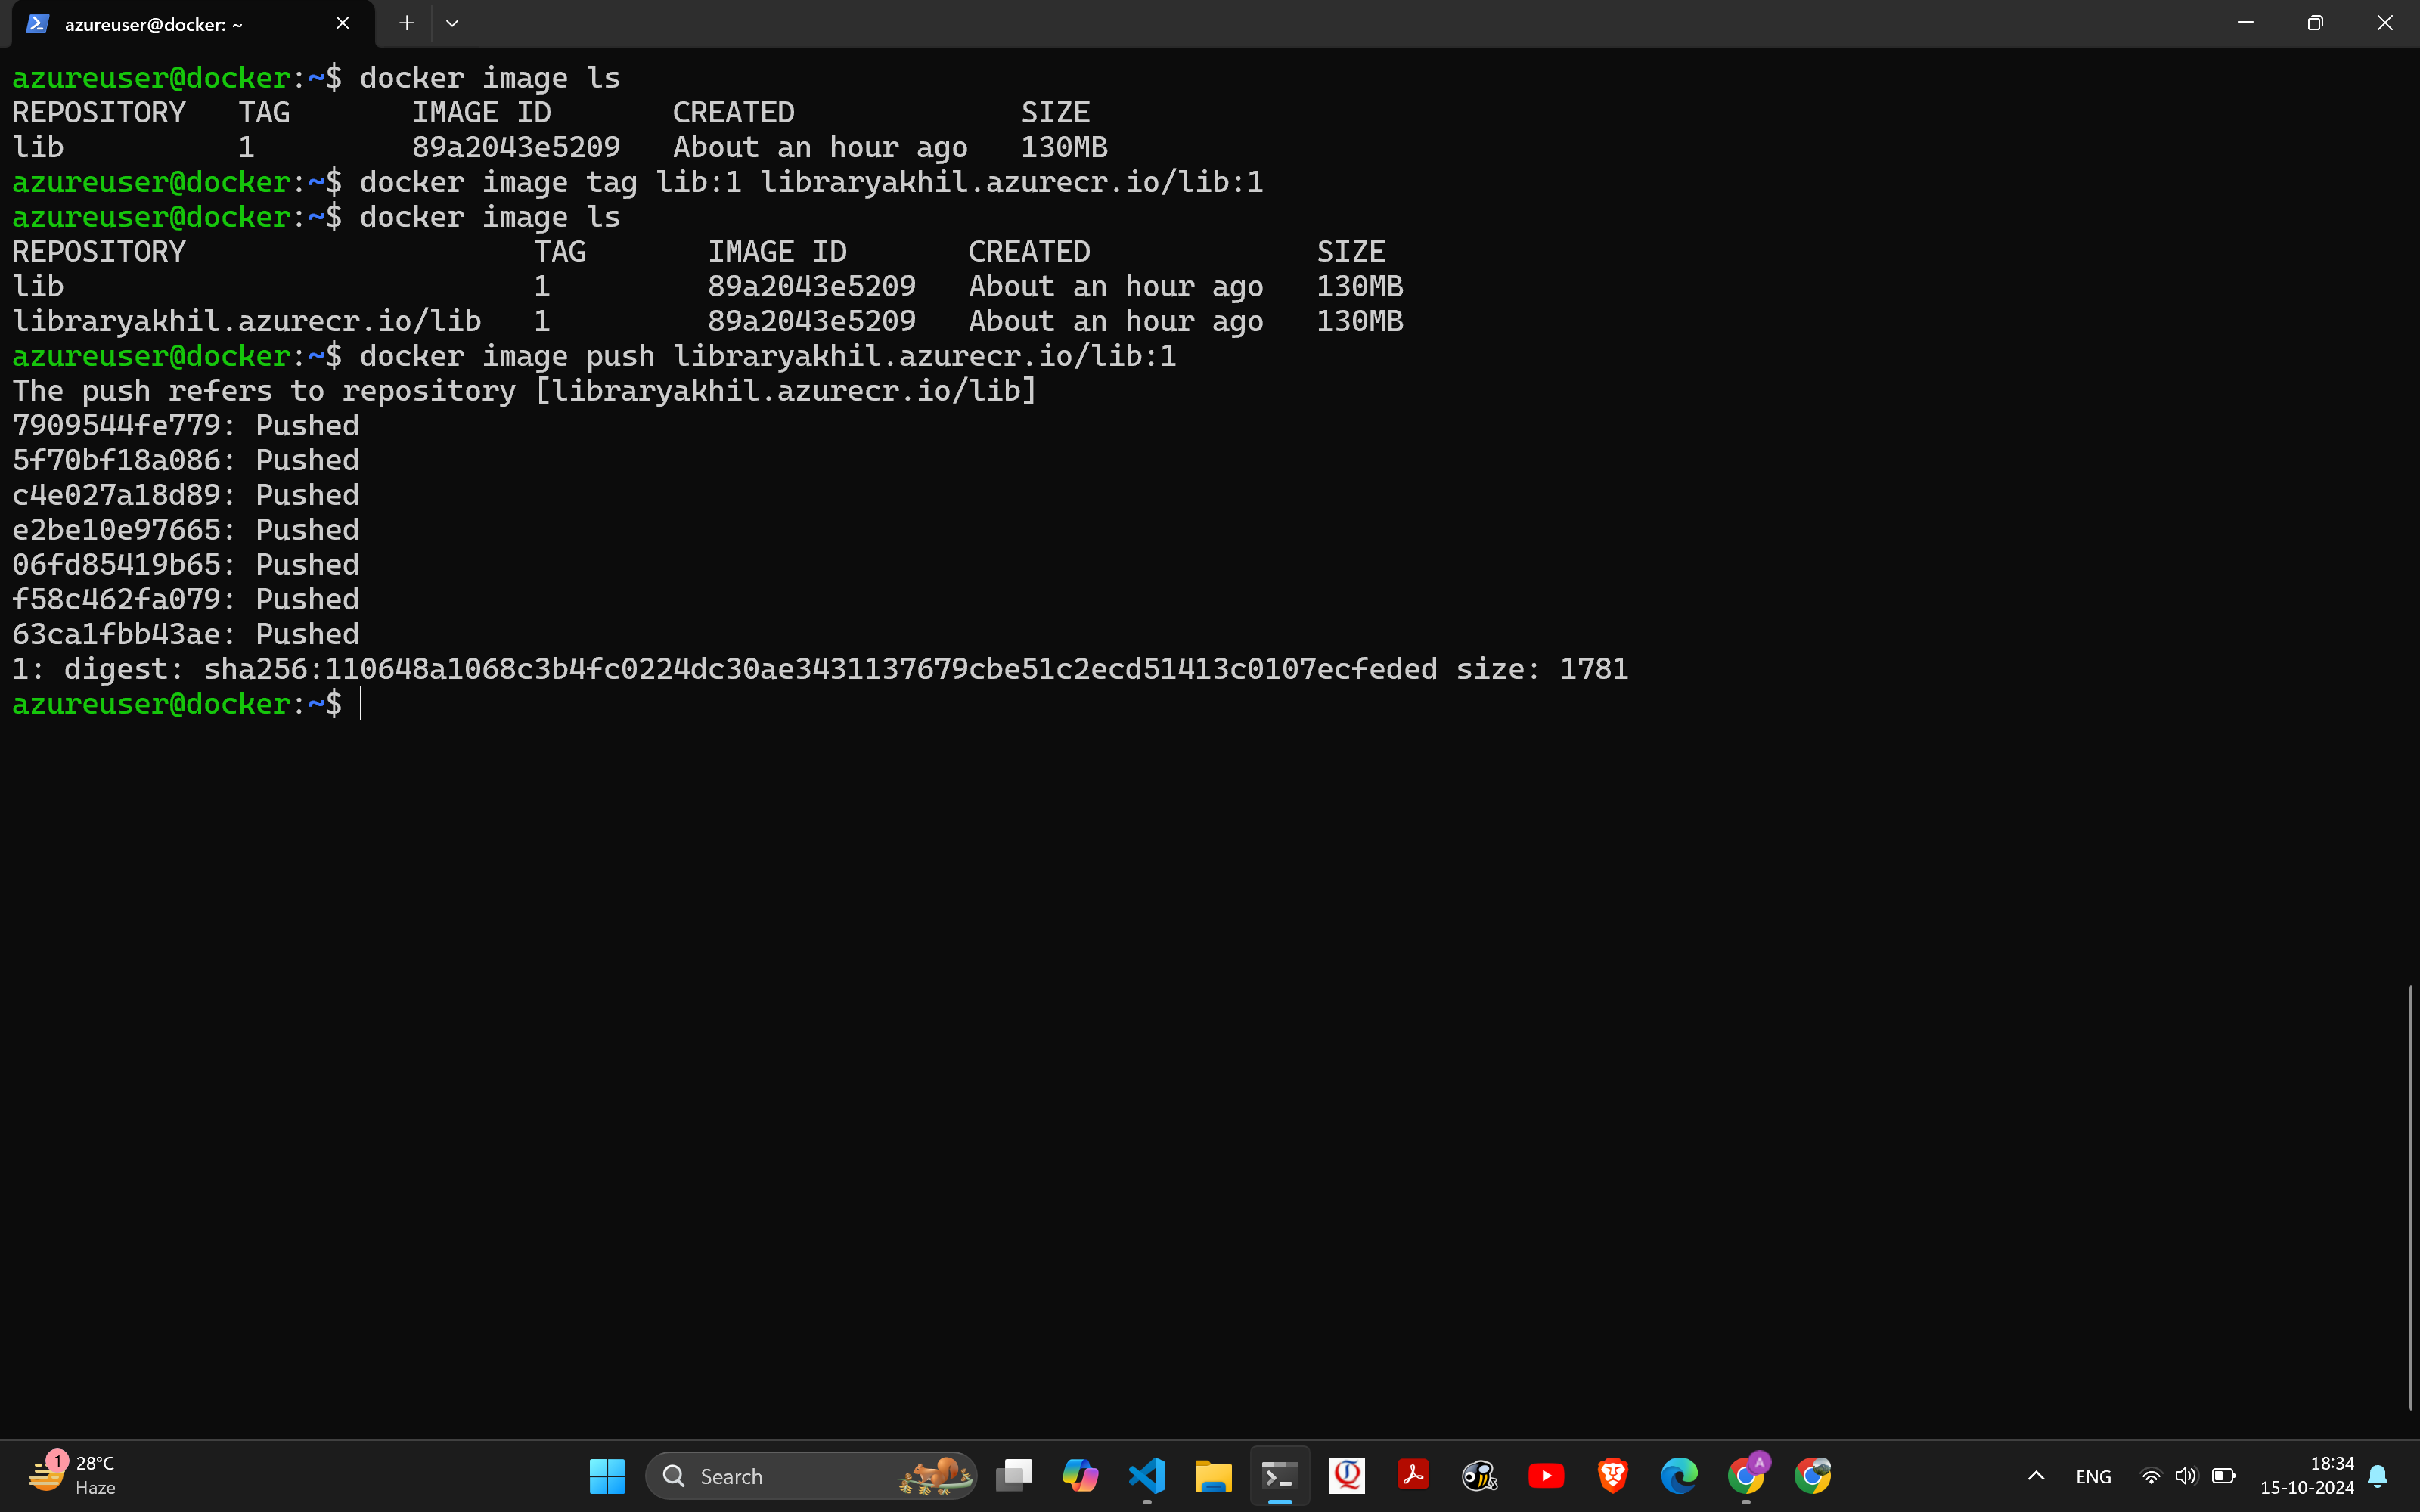 azureuser@docker: ~
azureuser@docker:~$ docker image ls
REPOSITORY   TAG       IMAGE ID       CREATED             SIZE
lib          1         89a2043e5209   About an hour ago   130MB
azureuser@docker:~$ docker image tag lib:1 libraryakhil.azurecr.io/lib:1
azureuser@docker:~$ docker image ls
REPOSITORY                    TAG       IMAGE ID       CREATED             SIZE
lib                           1         89a2043e5209   About an hour ago   130MB
libraryakhil.azurecr.io/lib   1         89a2043e5209   About an hour ago   130MB
azureuser@docker:~$ docker image push libraryakhil.azurecr.io/lib:1
The push refers to repository [libraryakhil.azurecr.io/lib]
7909544fe779: Pushed
5f70bf18a086: Pushed
c4e027a18d89: Pushed
e2be10e97665: Pushed
06fd85419b65: Pushed
f58c462fa079: Pushed
63ca1fbb43ae: Pushed
1: digest: sha256:110648a1068c3b4fc0224dc30ae3431137679cbe51c2ecd51413c0107ecfeded size: 1781
azureuser@docker:~$
1
28°C
Haze
Search
A
ENG
18:34
15-10-2024